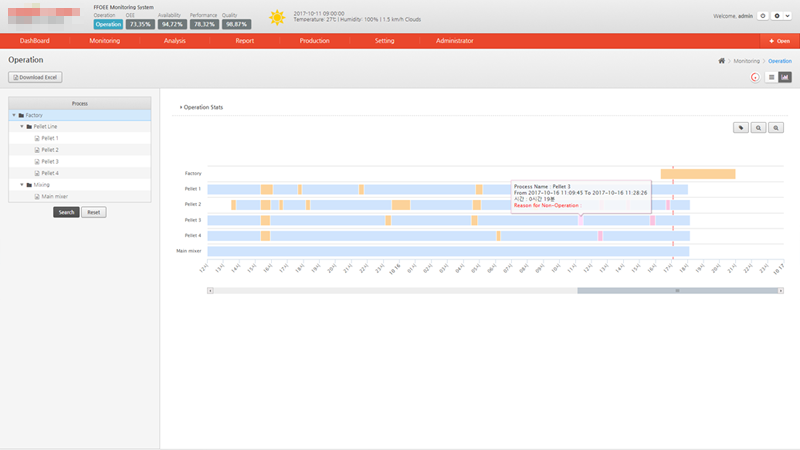 FFOEE Monitoring System
Operation OEE Availability Performance Quality
Operation 73,35% 94,72% 78,32% 98,87%
2017-10-11 09:00:00
Temerature: 27℃ | Humidity: 100% | 1.5 km/h Clouds
Welcome, admin
DashBoard Monitoring Analysis Report Production Setting Administrator + Open
Operation
Monitoring > Operation
Download Excel
Process
Factory
Pellet Line
Pellet 1
Pellet 2
Pellet 3
Pellet 4
Mixing
Main mixer
Search Reset
Operation Stats
Factory
Pellet 1
Pellet 2
Pellet 3
Pellet 4
Main mixer
Process Name : Pellet 3
From 2017-10-16 11:09:45 To 2017-10-16 11:28:26
시간 : 0시간 19분
Reason for Non-Operation :
12시 13시 14시 15시 16시 17시 18시 19시 20시 21시 22시 23시 10 16 01시 02시 03시 04시 05시 06시 07시 08시 09시 10시 11시 12시 13시 14시 15시 16시 17시 18시 19시 20시 21시 22시 23시 10 17